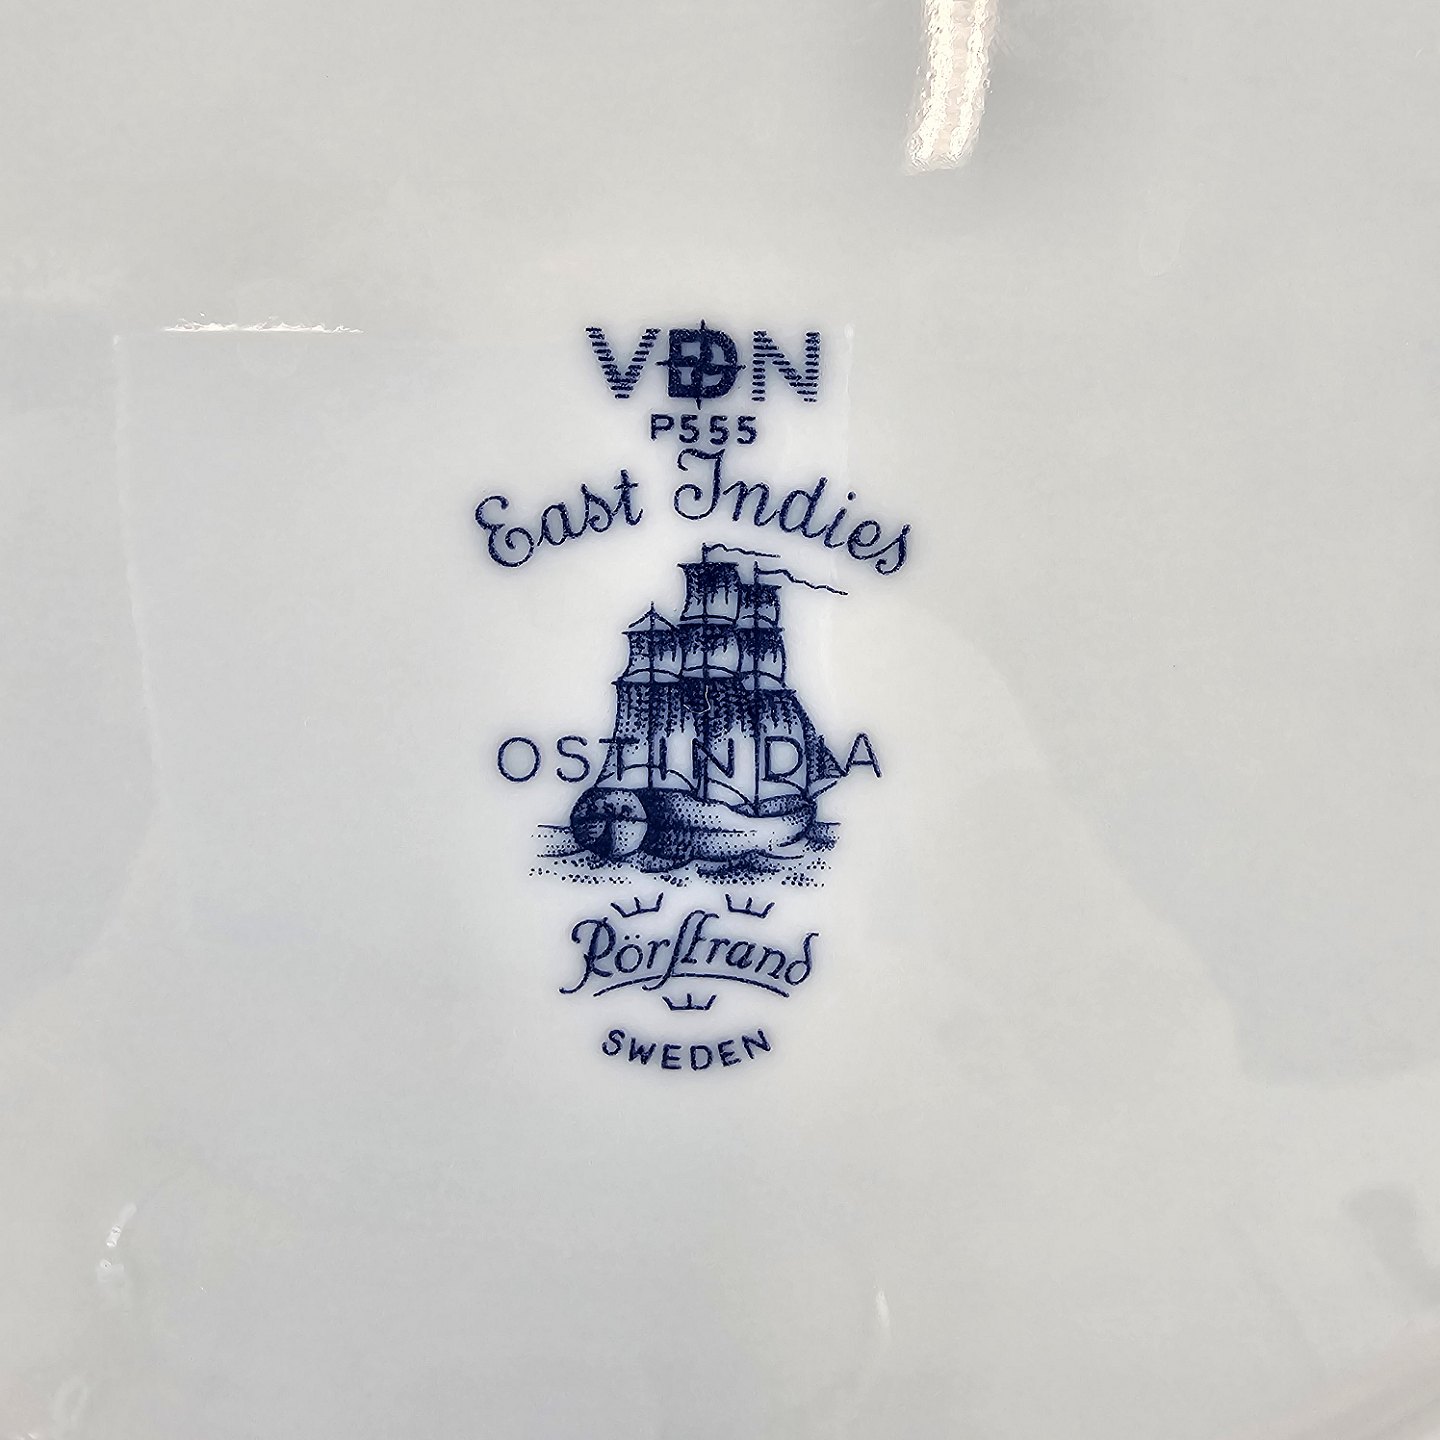 VDN
P555
East Indies
OSTINDIA
Rörstrand
SWEDEN